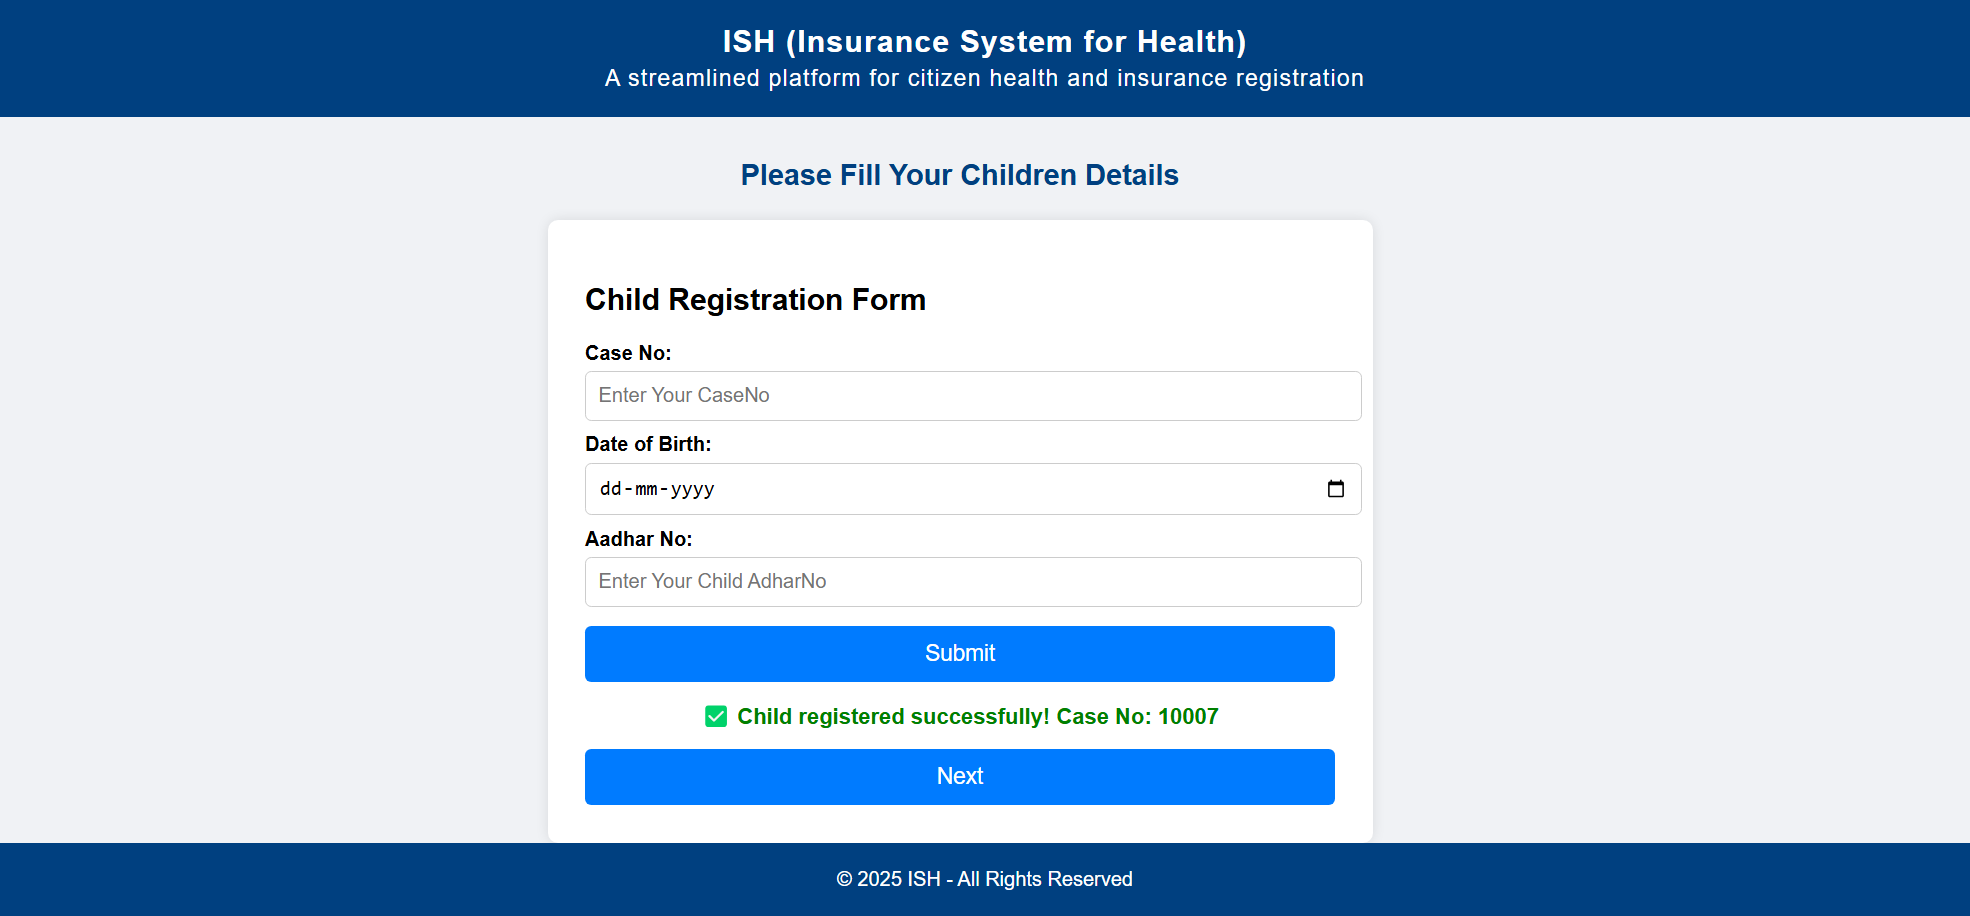 ISH (Insurance System for Health)
A streamlined platform for citizen health and insurance registration
Please Fill Your Children Details
Child Registration Form
Case No:
Enter Your CaseNo
Date of Birth:
dd-mm-yyyy
Aadhar No:
Enter Your Child AdharNo
Submit
✅ Child registered successfully! Case No: 10007
Next
© 2025 ISH - All Rights Reserved